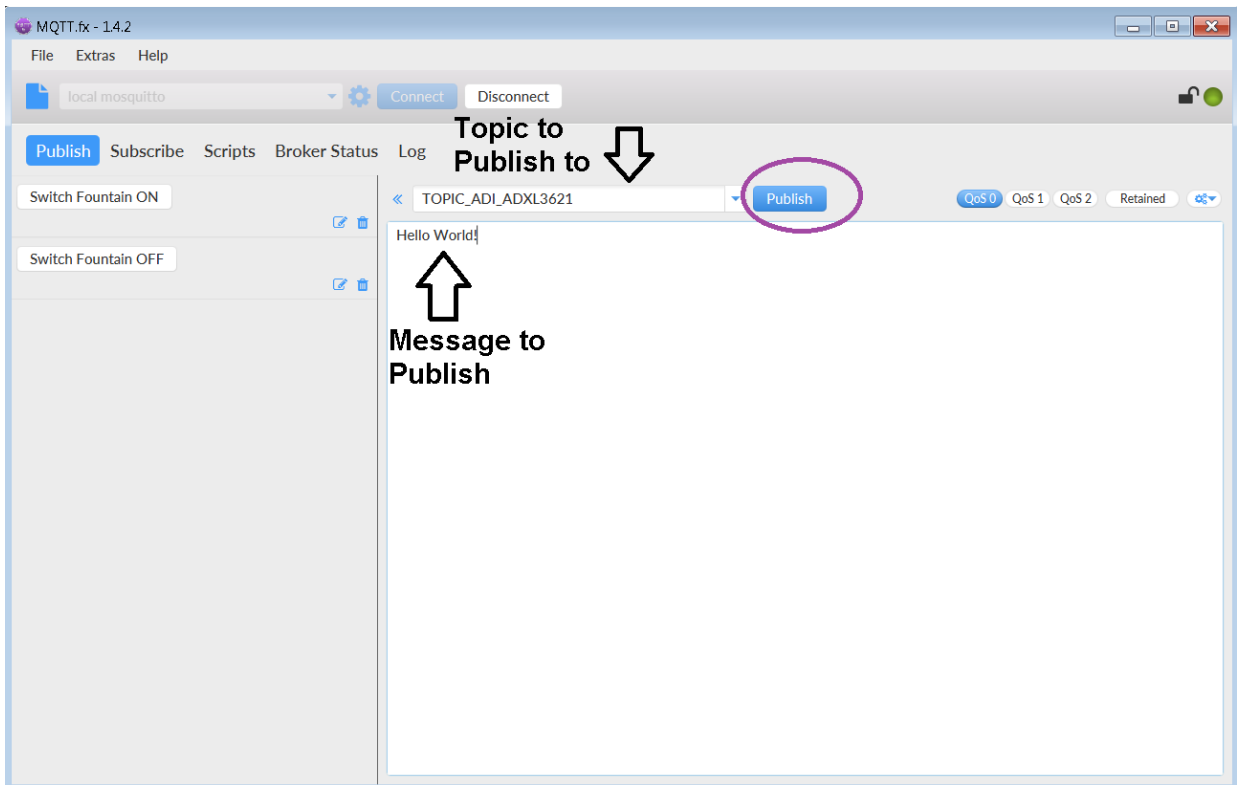 MQTT.fx - 1.4.2
File Extras Help
local mosquitto Connect Disconnect
Topic to
Publish to
Publish Subscribe Scripts Broker Status Log
Switch Fountain ON
TOPIC_ADI_ADXL3621 Publish QoS 0 QoS 1 QoS 2 Retained
Hello World!
Switch Fountain OFF
Message to
Publish